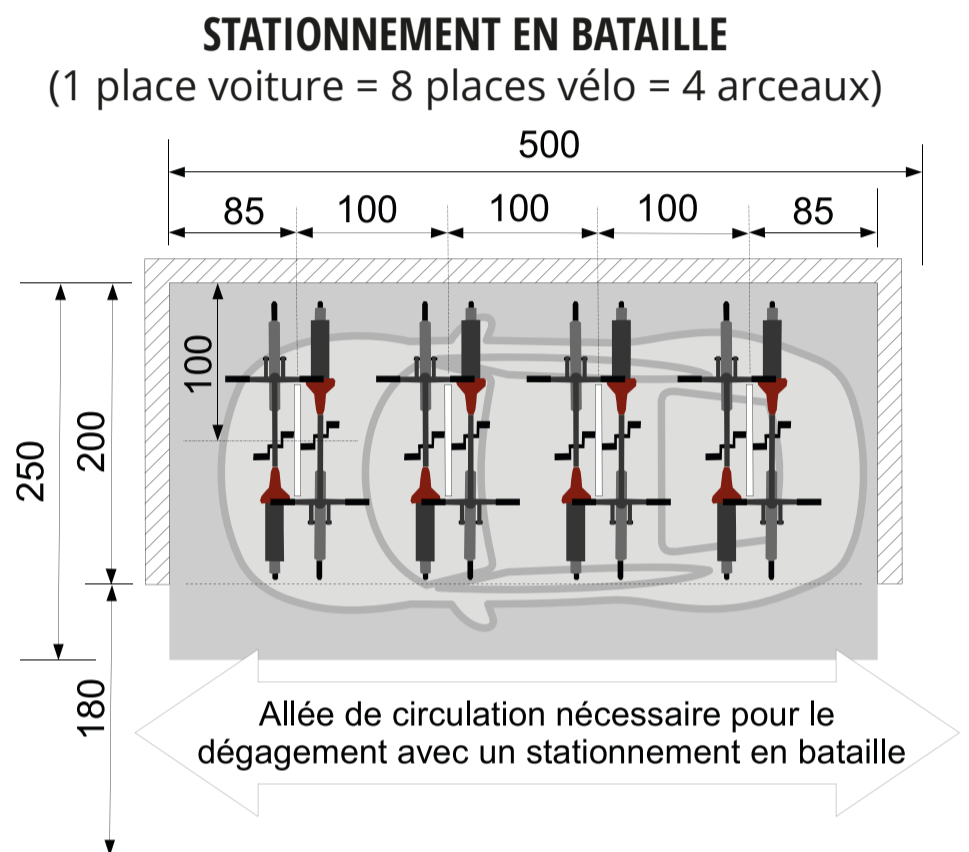 STATIONNEMENT EN BATAILLE
(1 place voiture = 8 places vélo = 4 arceaux)
500
85 100 100 100 85
100
200
250
180
Allée de circulation nécessaire pour le
dégagement avec un stationnement en bataille